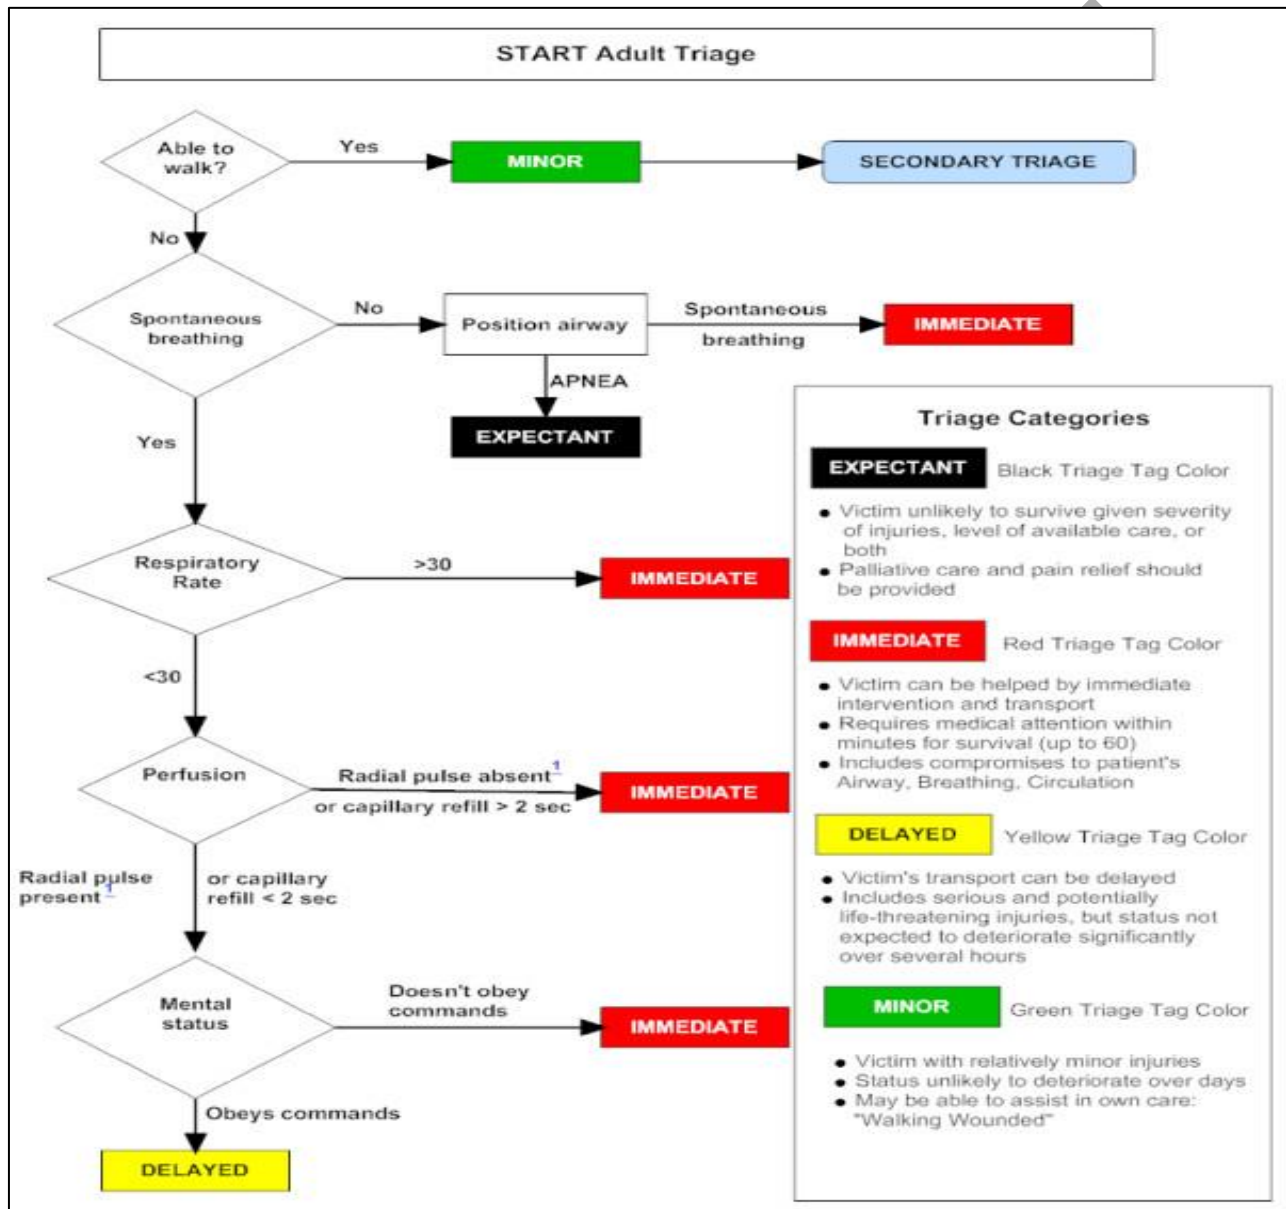 START Adult Triage
Able to
walk?
Yes
MINOR
SECONDARY TRIAGE
No
Spontaneous
breathing
No
Position airway
Spontaneous
breathing
IMMEDIATE
APNEA
EXPECTANT
Yes
Respiratory
Rate
>30
IMMEDIATE
<30
Perfusion
Radial pulse absent1
or capillary refill > 2 sec
IMMEDIATE
Radial pulse
present1
or capillary
refill < 2 sec
Mental
status
Doesn't obey
commands
IMMEDIATE
Obeys commands
DELAYED
Triage Categories
EXPECTANT Black Triage Tag Color
● Victim unlikely to survive given severity
of injuries, level of available care, or
both
● Palliative care and pain relief should
be provided
IMMEDIATE Red Triage Tag Color
● Victim can be helped by immediate
intervention and transport
● Requires medical attention within
minutes for survival (up to 60)
● Includes compromises to patient's
Airway, Breathing, Circulation
DELAYED Yellow Triage Tag Color
● Victim's transport can be delayed
● Includes serious and potentially
life-threatening injuries, but status not
expected to deteriorate significantly
over several hours
MINOR Green Triage Tag Color
● Victim with relatively minor injuries
● Status unlikely to deteriorate over days
● May be able to assist in own care:
"Walking Wounded"